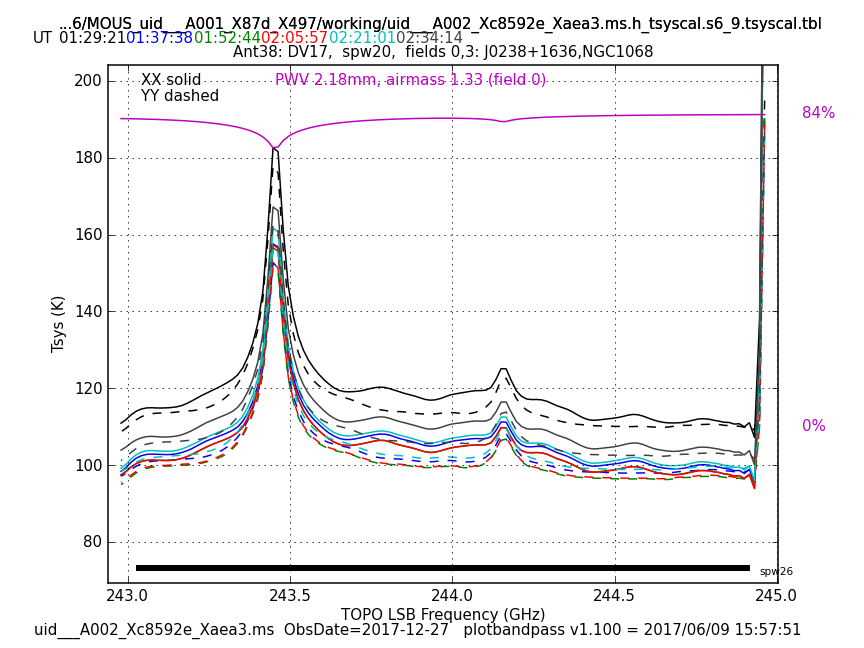 ...6/MOUS_uid___A001_X87d_X497/working/uid___A002_Xc8592e_Xaea3.ms.h_tsyscal.s6_9.tsyscal.tbl
UT 01:29:21 01:37:38 01:52:44 02:05:57 02:21:01 02:34:14
Ant38: DV17, spw20, fields 0,3: J0238+1636,NGC1068
XX solid
PWV 2.18mm, airmass 1.33 (field 0)
YY dashed
84%
0%
200
180
160
140
120
100
80
Tsys (K)
spw26
243.0 243.5 244.0 244.5 245.0
TOPO LSB Frequency (GHz)
uid___A002_Xc8592e_Xaea3.ms ObsDate=2017-12-27 plotbandpass v1.100 = 2017/06/09 15:57:51